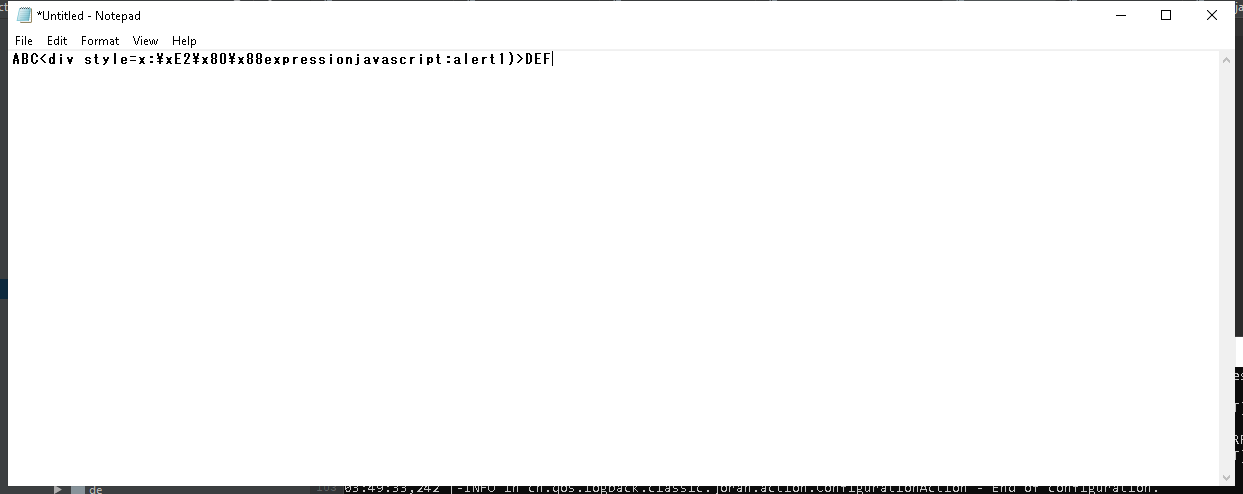 *Untitled - Notepad
File Edit Format View Help
ABC<div style=x:¥xE2¥x80¥x88expressionjavascript:alert1)>DEF
de
03:49:33,242 |-INFO in ch.qos.logback.classic.joran.action.ConfigurationAction - End of configuration.